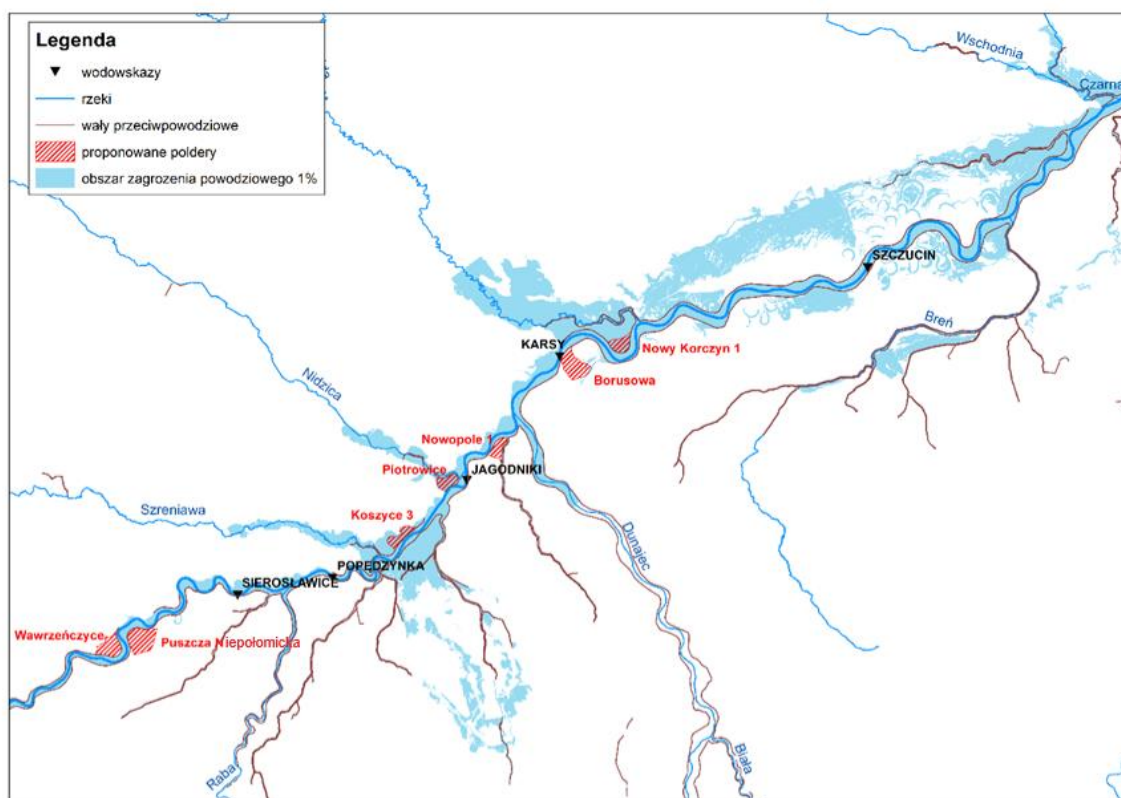 Legenda
wodowskazy
rzeki
wały przeciwpowodziowe
proponowane poldery
obszar zagrozenia powodziowego 1%
Wschodnia
Czarna
SZCZUCIN
Breń
KARSY
Nowy Korczyn 1
Borusowa
Nidzica
Nowopole 1
Piotrowice
JAGODNIKI
Szreniawa
Koszyce 3
Dunajec
POPĘDZYNKA
SIEROSŁAWICE
Wawrzeńczyce
Puszcza Niepołomicka
Raba
Biała